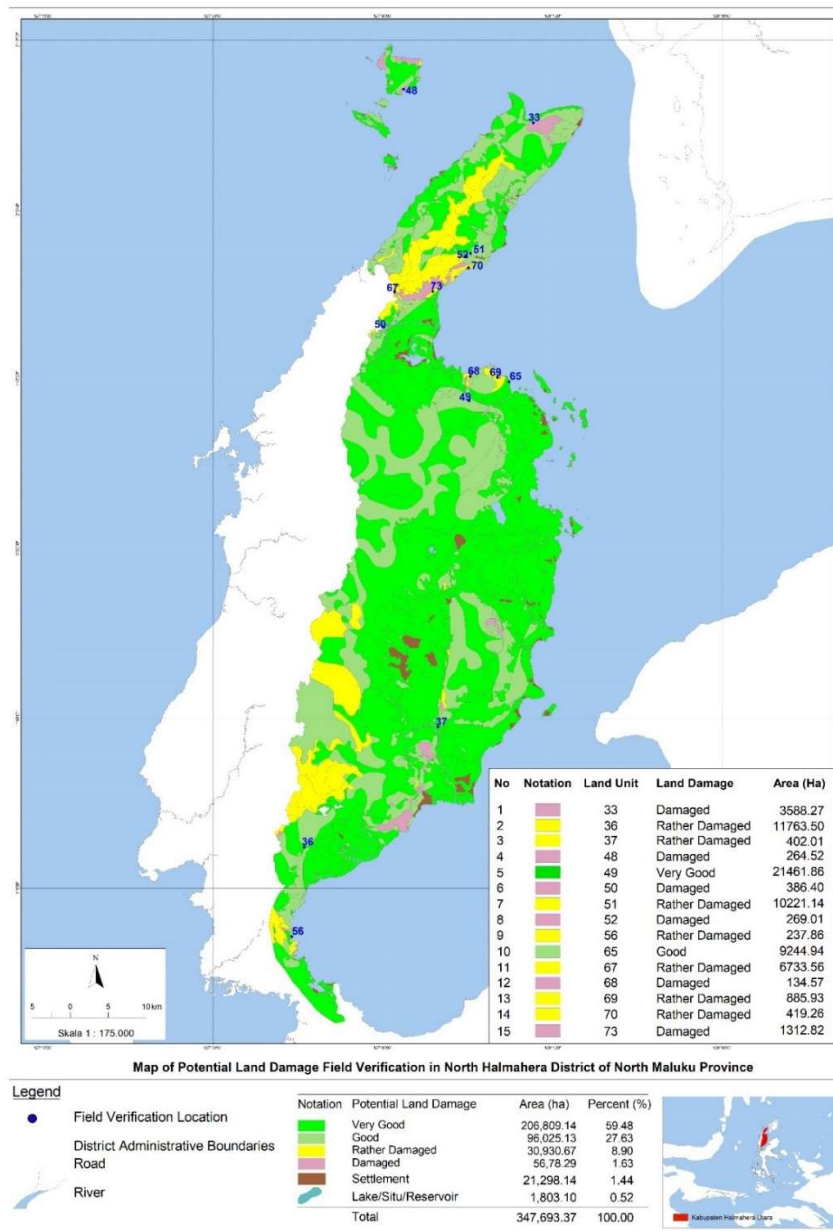 48
33
51
52
70
67
73
50
68
69
65
49
37
36
56
No Notation Land Unit Land Damage Area (Ha)
1 33 Damaged 3588.27
2 36 Rather Damaged 11763.50
3 37 Rather Damaged 402.01
4 48 Damaged 264.52
5 49 Very Good 21461.86
6 50 Damaged 386.40
7 51 Rather Damaged 10221.14
8 52 Damaged 269.01
9 56 Rather Damaged 237.86
10 65 Good 9244.94
11 67 Rather Damaged 6733.56
12 68 Damaged 134.57
13 69 Rather Damaged 885.93
14 70 Rather Damaged 419.26
15 73 Damaged 1312.82
N
5 0 5 10 km
Skala 1 : 175.000
Map of Potential Land Damage Field Verification in North Halmahera District of North Maluku Province
Legend
Field Verification Location
District Administrative Boundaries
Road
River
Notation Potential Land Damage Area (ha) Percent (%)
Very Good 206,809.14 59.48
Good 96,025.13 27.63
Rather Damaged 30,930.67 8.90
Damaged 56,78.29 1.63
Settlement 21,298.14 1.44
Lake/Situ/Reservoir 1,803.10 0.52
Total 347,693.37 100.00
Kabupaten Halmahera Utara